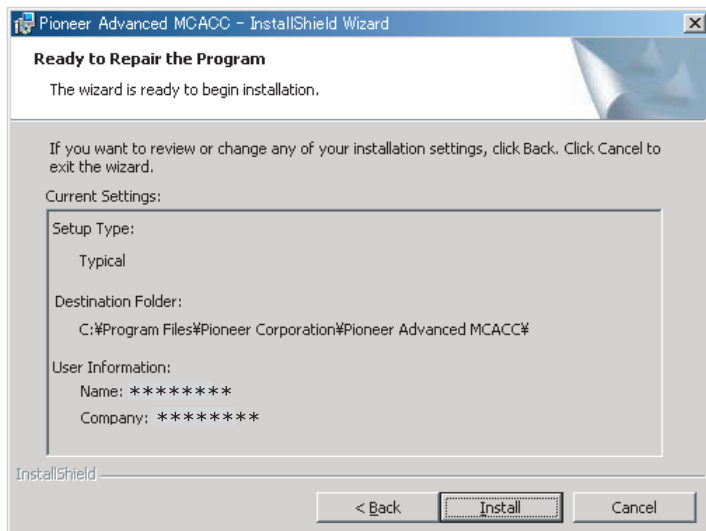 Pioneer Advanced MCACC - InstallShield Wizard
Ready to Repair the Program
The wizard is ready to begin installation.
If you want to review or change any of your installation settings, click Back. Click Cancel to
exit the wizard.
Current Settings:
Setup Type:
Typical
Destination Folder:
C:¥Program Files¥Pioneer Corporation¥Pioneer Advanced MCACC¥
User Information:
Name: ********
Company: ********
InstallShield
< Back Install Cancel